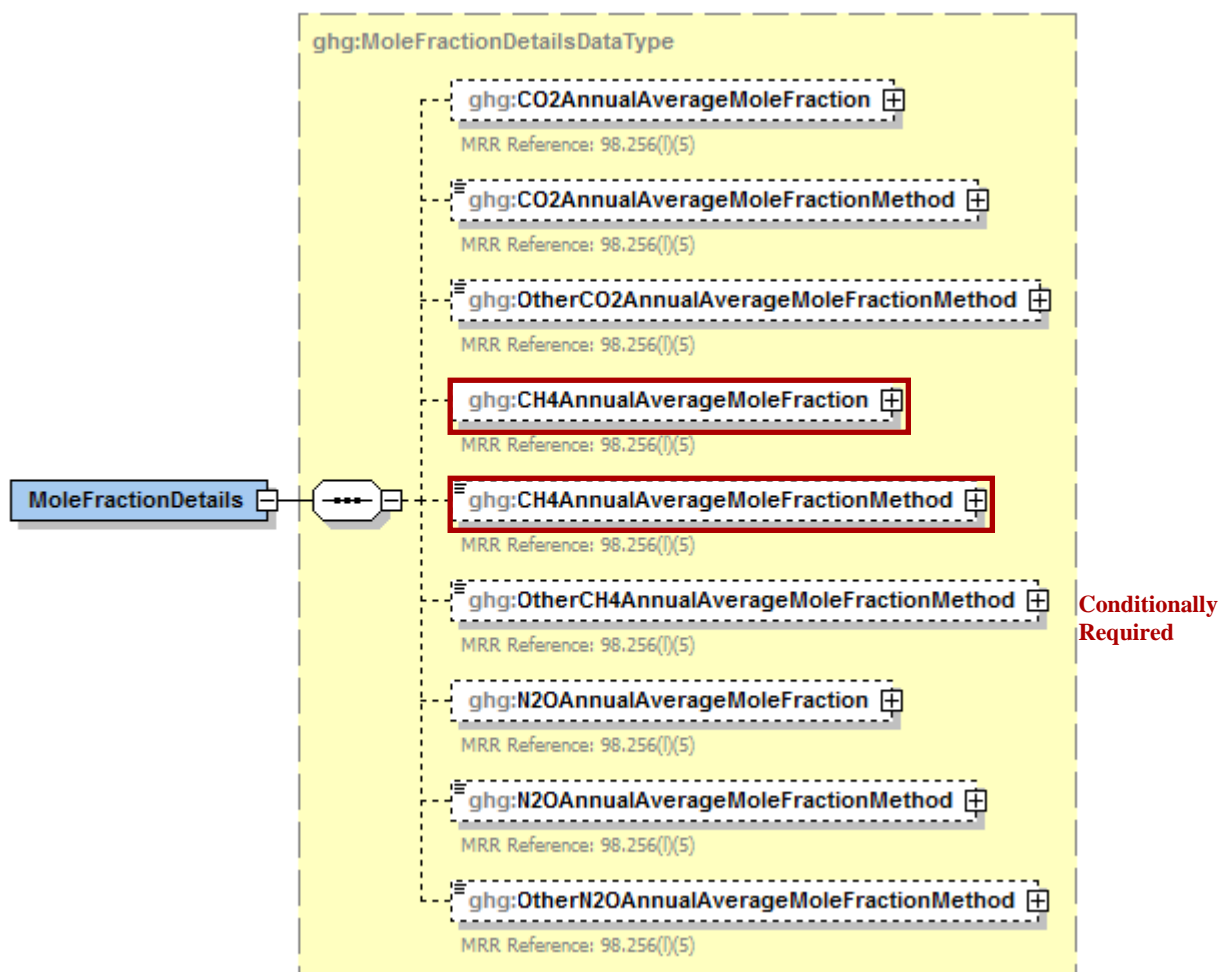 ghg:MoleFractionDetailsDataType
ghg:CO2AnnualAverageMoleFraction
MRR Reference: 98.256(l)(5)
ghg:CO2AnnualAverageMoleFractionMethod
MRR Reference: 98.256(l)(5)
ghg:OtherCO2AnnualAverageMoleFractionMethod
MRR Reference: 98.256(l)(5)
ghg:CH4AnnualAverageMoleFraction
MRR Reference: 98.256(l)(5)
MoleFractionDetails
ghg:CH4AnnualAverageMoleFractionMethod
MRR Reference: 98.256(l)(5)
ghg:OtherCH4AnnualAverageMoleFractionMethod
Conditionally
Required
MRR Reference: 98.256(l)(5)
ghg:N2OAnnualAverageMoleFraction
MRR Reference: 98.256(l)(5)
ghg:N2OAnnualAverageMoleFractionMethod
MRR Reference: 98.256(l)(5)
ghg:OtherN2OAnnualAverageMoleFractionMethod
MRR Reference: 98.256(l)(5)